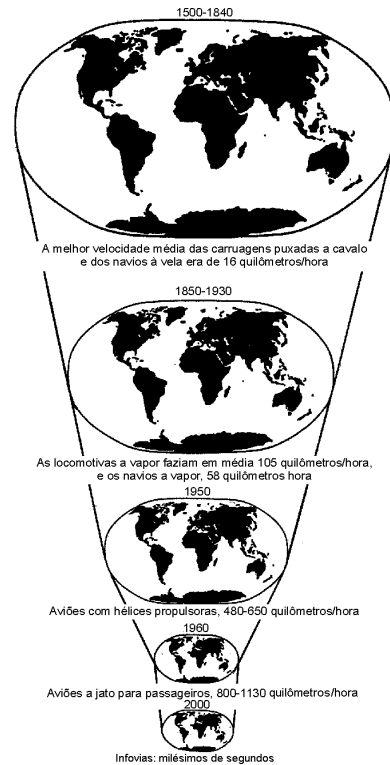 1500-1840
A melhor velocidade média das carruagens puxadas a cavalo
e dos navios à vela era de 16 quilômetros/hora
1850-1930
As locomotivas a vapor faziam em média 105 quilômetros/hora,
e os navios a vapor, 58 quilômetros hora
1950
Aviões com hélices propulsoras, 480-650 quilômetros/hora
1960
Aviões a jato para passageiros, 800-1130 quilômetros/hora
2000
Infovias: milésimos de segundos